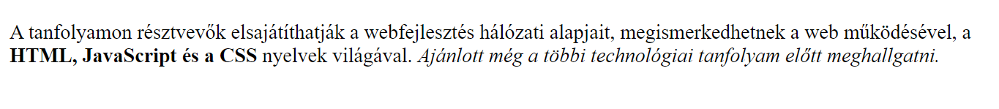 A tanfolyamon résztvevők elsajátíthatják a webfejlesztés hálózati alapjait, megismerkedhetnek a web működésével, a
HTML, JavaScript és a CSS nyelvek világával. Ajánlott még a többi technológiai tanfolyam előtt meghallgatni.